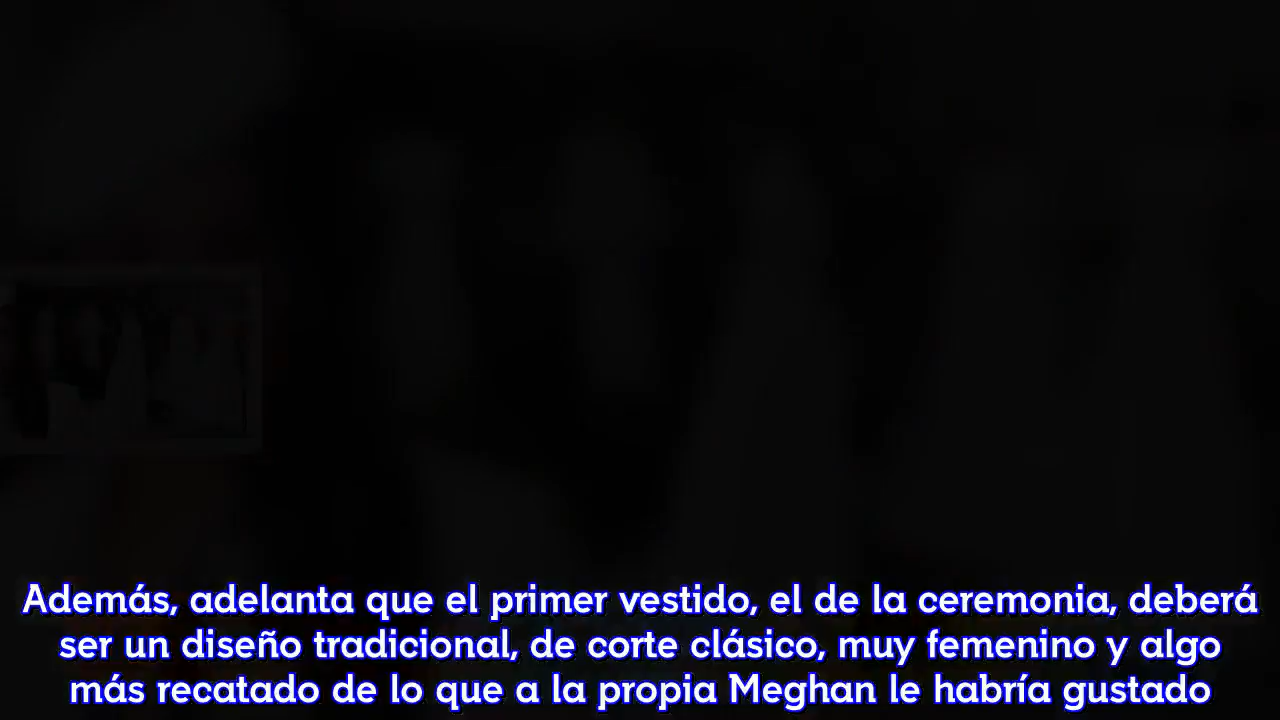 Además, adelanta que el primer vestido, el de la ceremonia, deberá
ser un diseño tradicional, de corte clásico, muy femenino y algo
más recatado de lo que a la propia Meghan le habría gustado